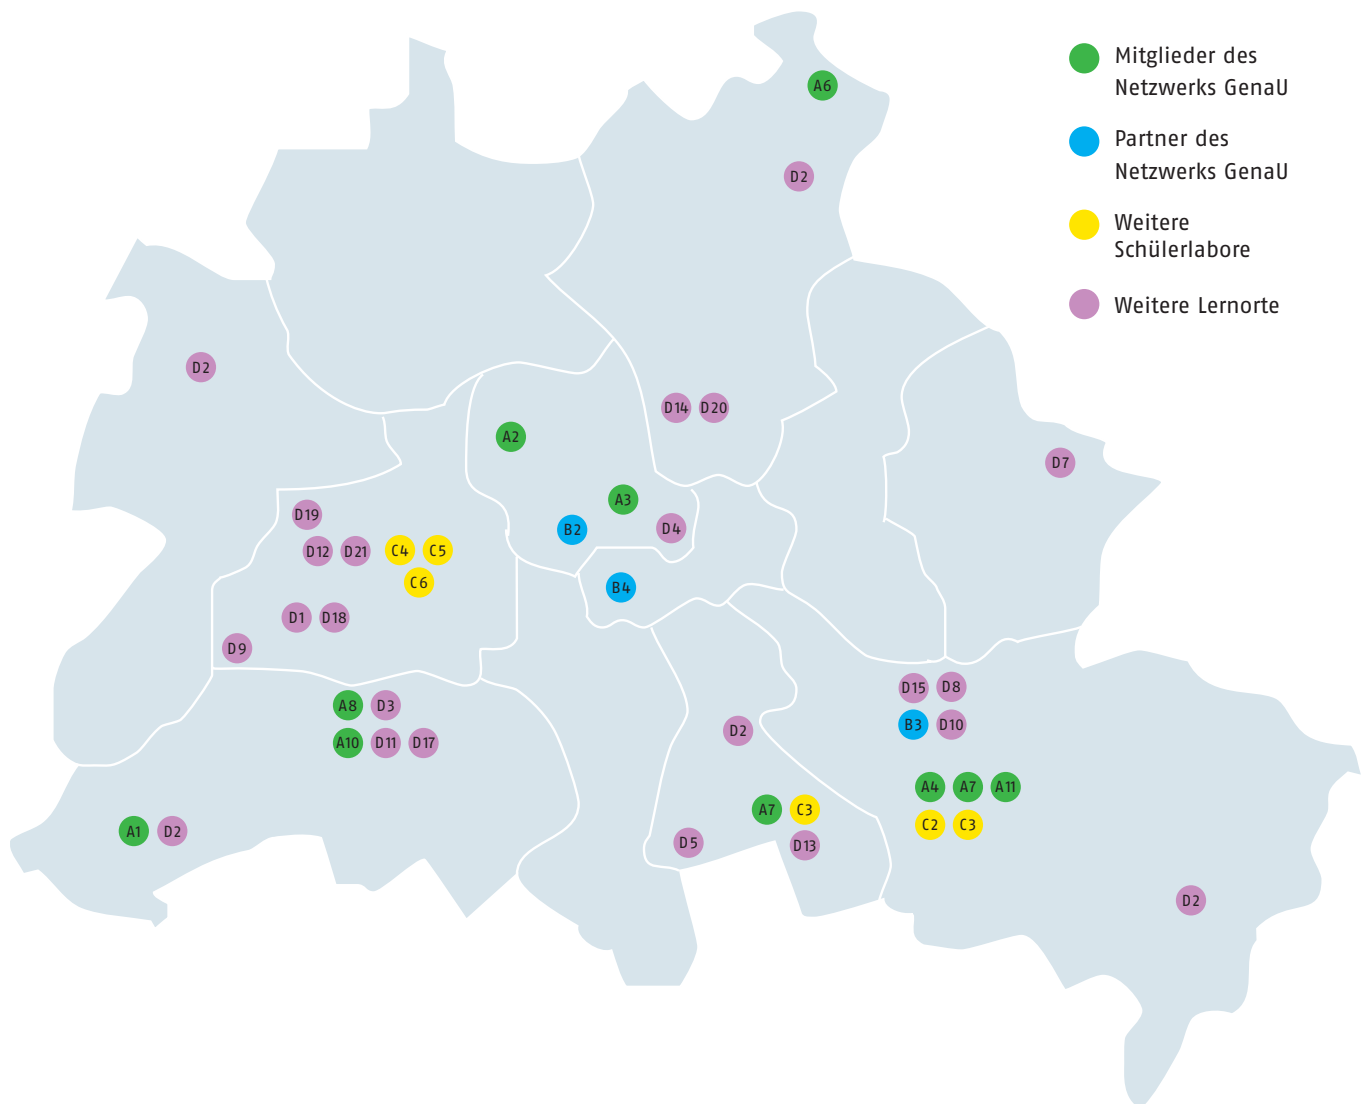 Mitglieder des
Netzwerks GenaU
Partner des
Netzwerks GenaU
Weitere
Schülerlabore
Weitere Lernorte
A6
D2
D2
D14 D20
A2
D7
A3
D19
B2 D4
D12 D21 C4 C5
C6
B4
D1 D18
D9
D15 D8
A8 D3
B3 D10
D2
A10 D11 D17
A4 A7 A11
A7 C3
C2 C3
A1 D2
D5 D13
D2